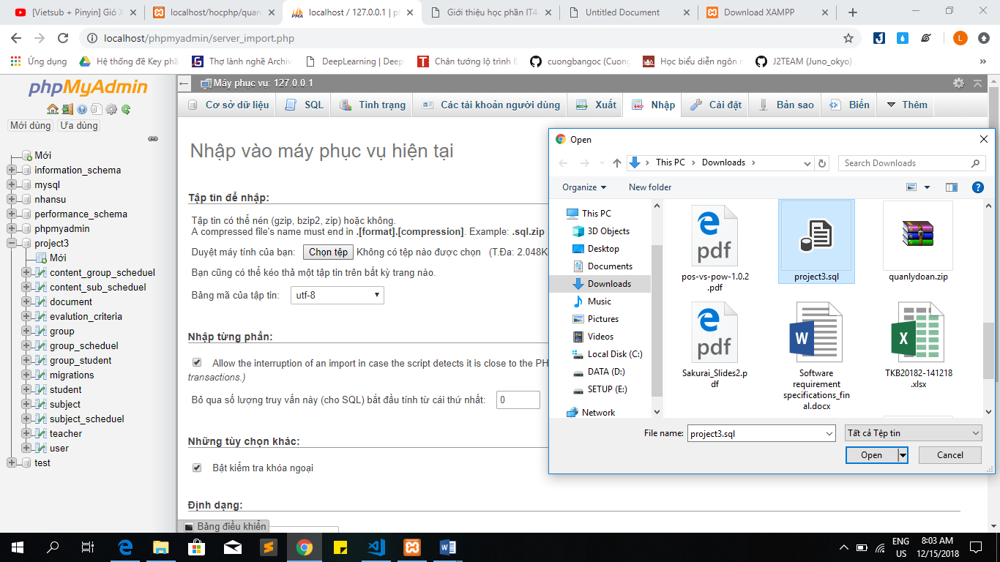 [Vietsub + Pinyin] Gió X
localhost/hocphp/quan
localhost / 127.0.0.1 | ph
Giới thiệu học phần IT4
Untitled Document
Download XAMPP
localhost/phpmyadmin/server_import.php
L
Ứng dụng
Hệ thống đề Key phầ
Thợ lành nghề Archiv
DeepLearning | Deep
Chân tướng lộ trình B
cuongbangoc (Cuong
Học biểu diễn ngôn n
J2TEAM (Juno_okyo)
phpMyAdmin
Mới dùng
Ưa dùng
Mới
information_schema
mysql
nhansu
performance_schema
phpmyadmin
project3
Mới
content_group_scheduel
content_sub_scheduel
document
evalution_criteria
group
group_scheduel
group_student
migrations
student
subject
subject_scheduel
teacher
user
test
Máy phục vụ: 127.0.0.1
Cơ sở dữ liệu
SQL
Tình trạng
Các tài khoản người dùng
Xuất
Nhập
Cài đặt
Bản sao
Biến
Thêm
Nhập vào máy phục vụ hiện tại
Tập tin để nhập:
Tập tin có thể nén (gzip, bzip2, zip) hoặc không.
A compressed file's name must end in .[format].[compression]. Example: .sql.zip
Duyệt máy tính của bạn: Chọn tệp Không có tệp nào được chọn (T.Đa: 2.048K
Bạn cũng có thể kéo thả một tập tin trên bất kỳ trang nào.
Bảng mã của tập tin: utf-8
Nhập từng phần:
Allow the interruption of an import in case the script detects it is close to the PH
transactions.)
Bỏ qua số lượng truy vấn này (cho SQL) bắt đầu tính từ cái thứ nhất: 0
Những tùy chọn khác:
Bật kiểm tra khóa ngoại
Định dạng:
Bảng điều khiển
Open
This PC
Downloads
Search Downloads
Organize
New folder
This PC
3D Objects
Desktop
Documents
Downloads
Music
Pictures
Videos
Local Disk (C:)
DATA (D:)
SETUP (E:)
Network
pdf
pos-vs-pow-1.0.2
.pdf
project3.sql
quanlydoan.zip
pdf
Sakurai_Slides2.p
df
W
Software
requirement
specifications_fin
al.docx
X
TKB20182-141218
.xlsx
File name: project3.sql
Tất cả Tệp tin
Open
Cancel
ENG
US
8:03 AM
12/15/2018